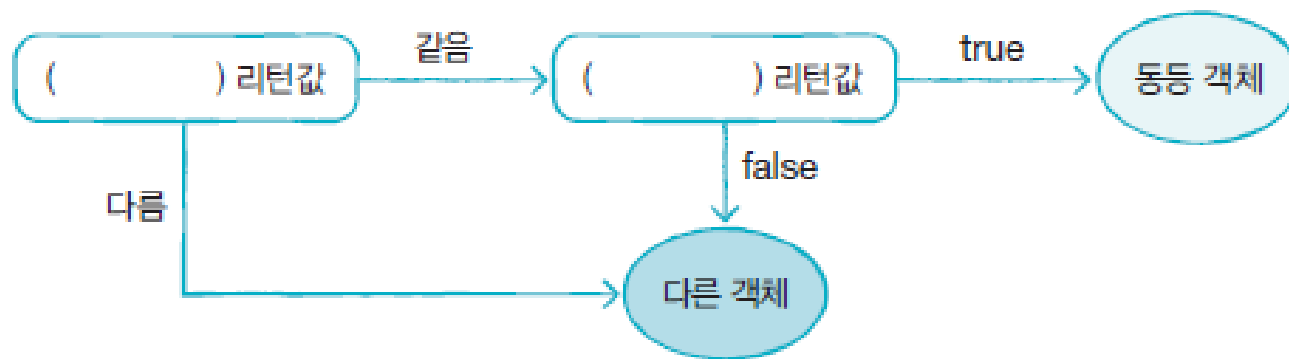 ( ) 리턴값
같음
( ) 리턴값
true
동등 객체
다름
false
다른 객체